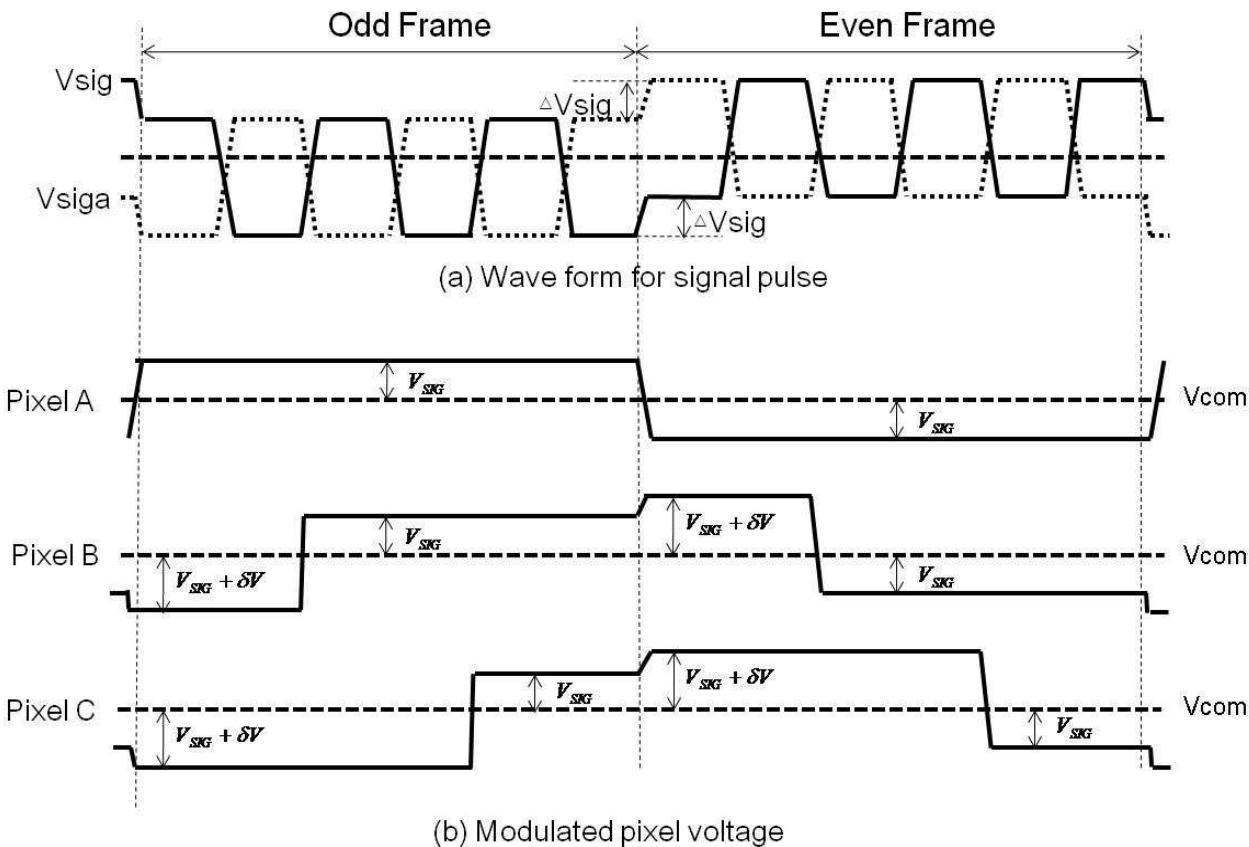 Odd Frame
Even Frame
Vsig
△Vsig
Vsiga
△Vsig
(a) Wave form for signal pulse
V_SIG
Pixel A
Vcom
V_SIG
V_SIG + δV
V_SIG
Pixel B
Vcom
V_SIG + δV
V_SIG
V_SIG + δV
V_SIG
Pixel C
Vcom
V_SIG + δV
V_SIG
(b) Modulated pixel voltage